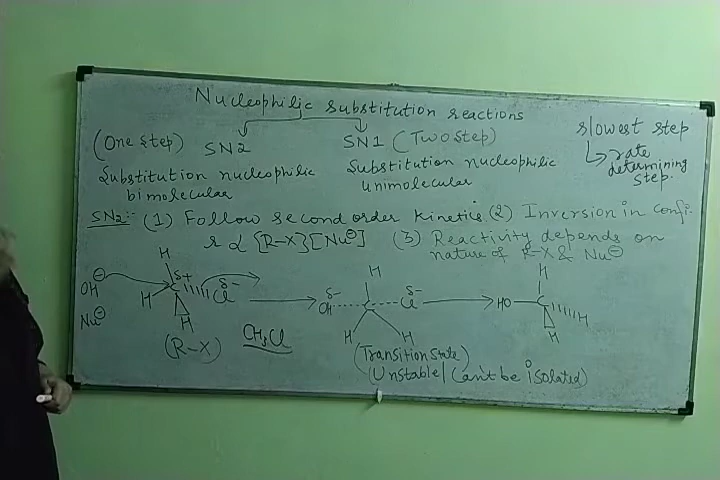 Nucleophilic substitution reactions
(One step) SN2
SN1 (Two step)
slowest step
Substitution nucleophilic
bimolecular
Substitution nucleophilic
unimolecular
rate
determining
step.
SN2:- (1) Follow second order kinetics. (2) Inversion in confi-
r ∝ [R-X][Nu⊖] (3) Reactivity depends on
nature of R-X & Nu⊖
H
OH⊖ H C δ+ Cl δ- H
Nu⊖
(R-X)
CH3Cl
H
δ- OH C Cl δ-
H H
(Transition state)
(Unstable/Can't be isolated)
H
HO C H
H